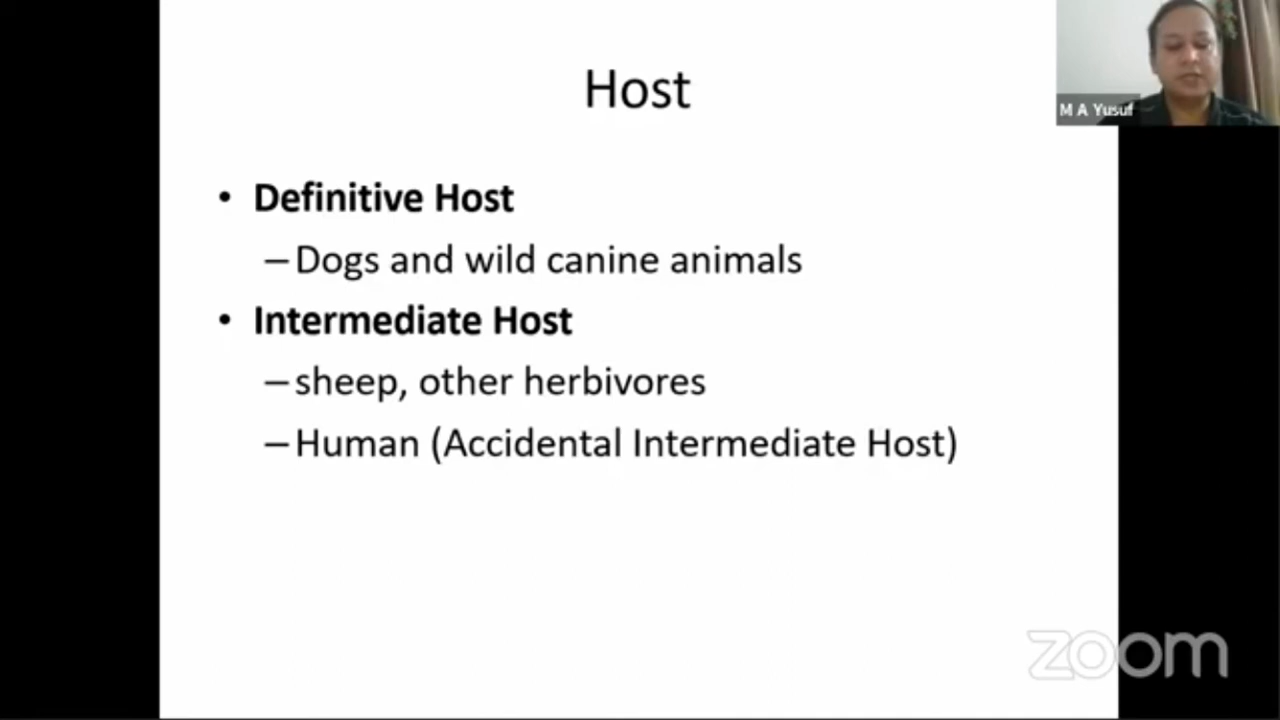 Host
M A Yusuf
• Definitive Host
– Dogs and wild canine animals
• Intermediate Host
– sheep, other herbivores
– Human (Accidental Intermediate Host)
zoom